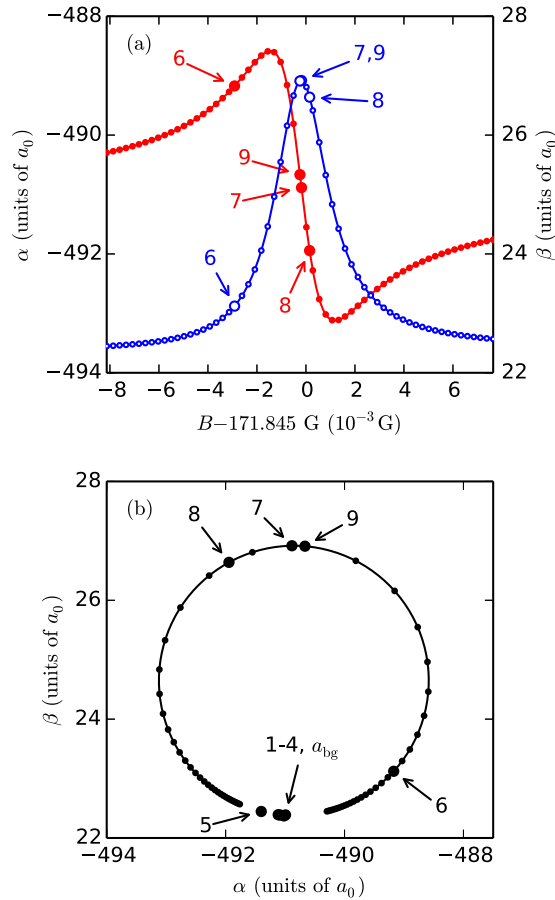 (a)
−488
−490
−492
−494
α (units of a₀)
28
26
24
22
β (units of a₀)
6
7,9
8
9
7
8
6
−8 −6 −4 −2 0 2 4 6
B−171.845 G (10⁻³ G)
(b)
28
26
24
22
β (units of a₀)
8
7
9
1-4, a_bg
5
6
−494 −492 −490 −488
α (units of a₀)